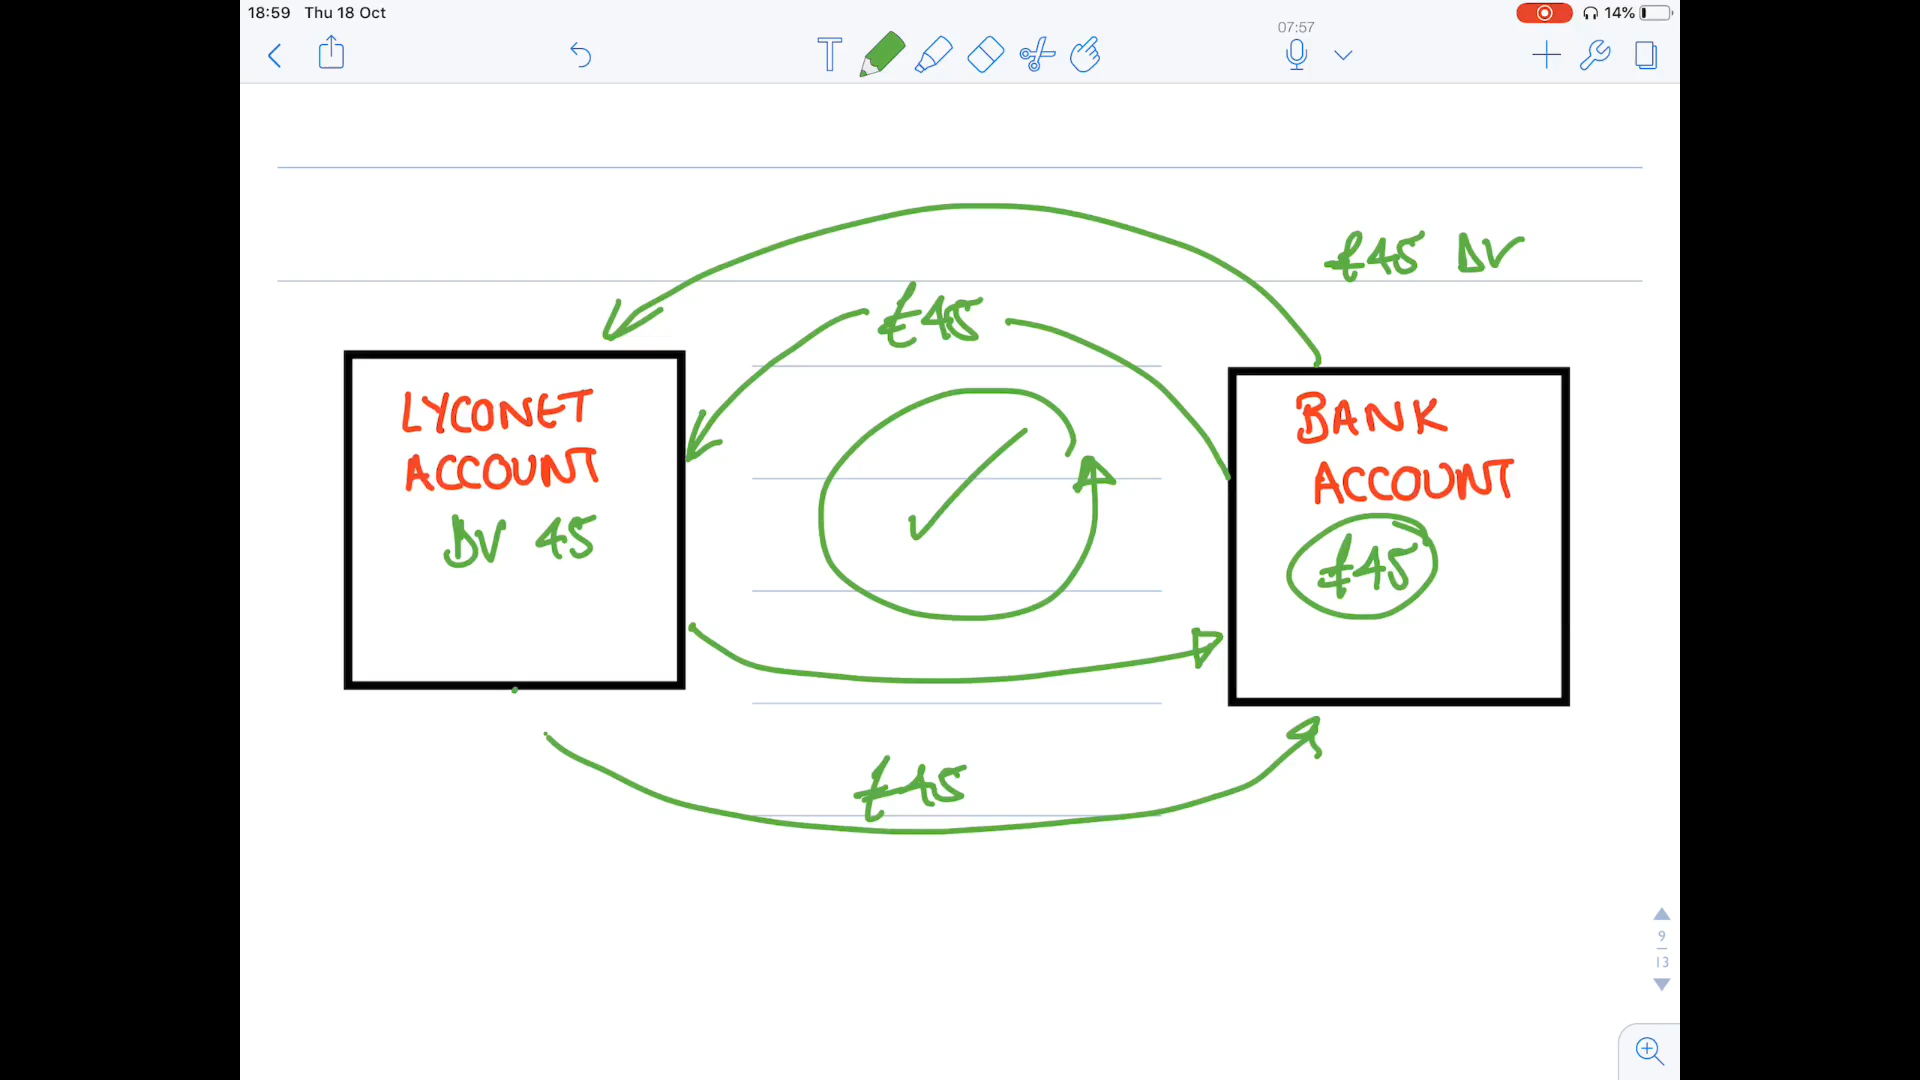 18:59 Thu 18 Oct
14%
07:57
T
£45 DV
£45
LYCONET
ACCOUNT
DV 45
BANK
ACCOUNT
£45
£45
9
13